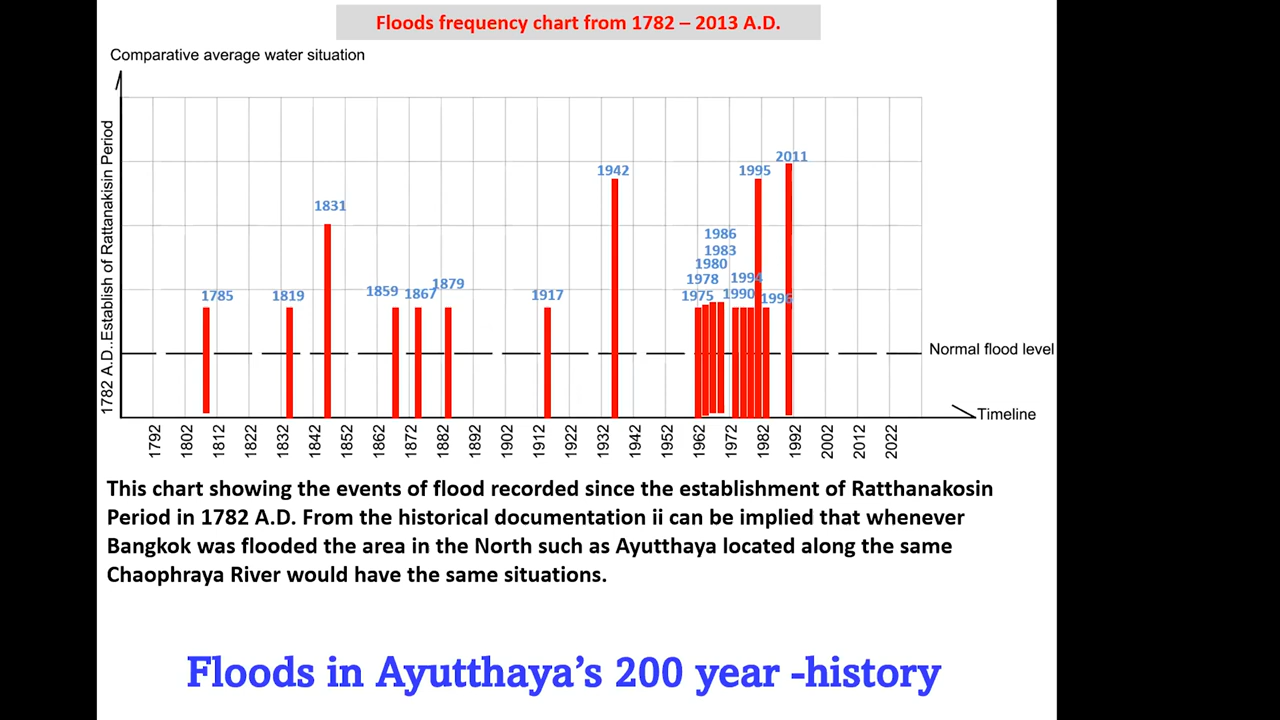 Floods frequency chart from 1782 – 2013 A.D.
Comparative average water situation
1782 A.D..Establish of Rattanakisin Period
2011
1942
1995
1831
1986
1983
1980
1978
1994
1879
1859
1867
1785
1819
1917
1975
1990
1996
Normal flood level
Timeline
1792 1802 1812 1822 1832 1842 1852 1862 1872 1882 1892 1902 1912 1922 1932 1942 1952 1962 1972 1982 1992 2002 2012 2022
This chart showing the events of flood recorded since the establishment of Ratthanakosin
Period in 1782 A.D. From the historical documentation ii can be implied that whenever
Bangkok was flooded the area in the North such as Ayutthaya located along the same
Chaophraya River would have the same situations.
Floods in Ayutthaya’s 200 year -history